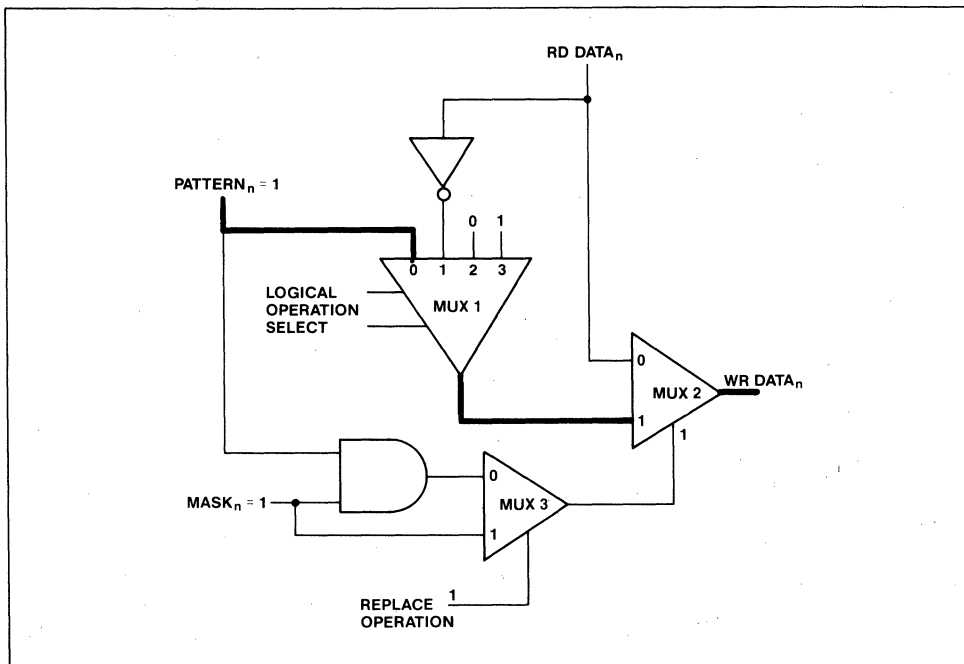 RD DATAn
PATTERNn = 1
0 1
0 1 2 3
LOGICAL
OPERATION
SELECT
MUX 1
0
MUX 2
WR DATAn
1
1
0
MASKn = 1
MUX 3
1
1
REPLACE
OPERATION